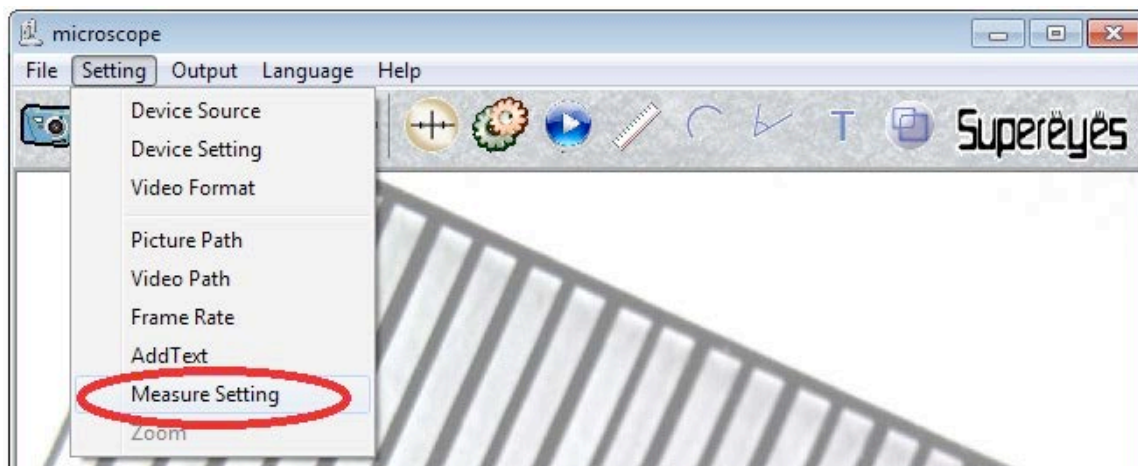 microscope
File Setting Output Language Help
T Supereyes
Device Source
Device Setting
Video Format
Picture Path
Video Path
Frame Rate
AddText
Measure Setting
Zoom